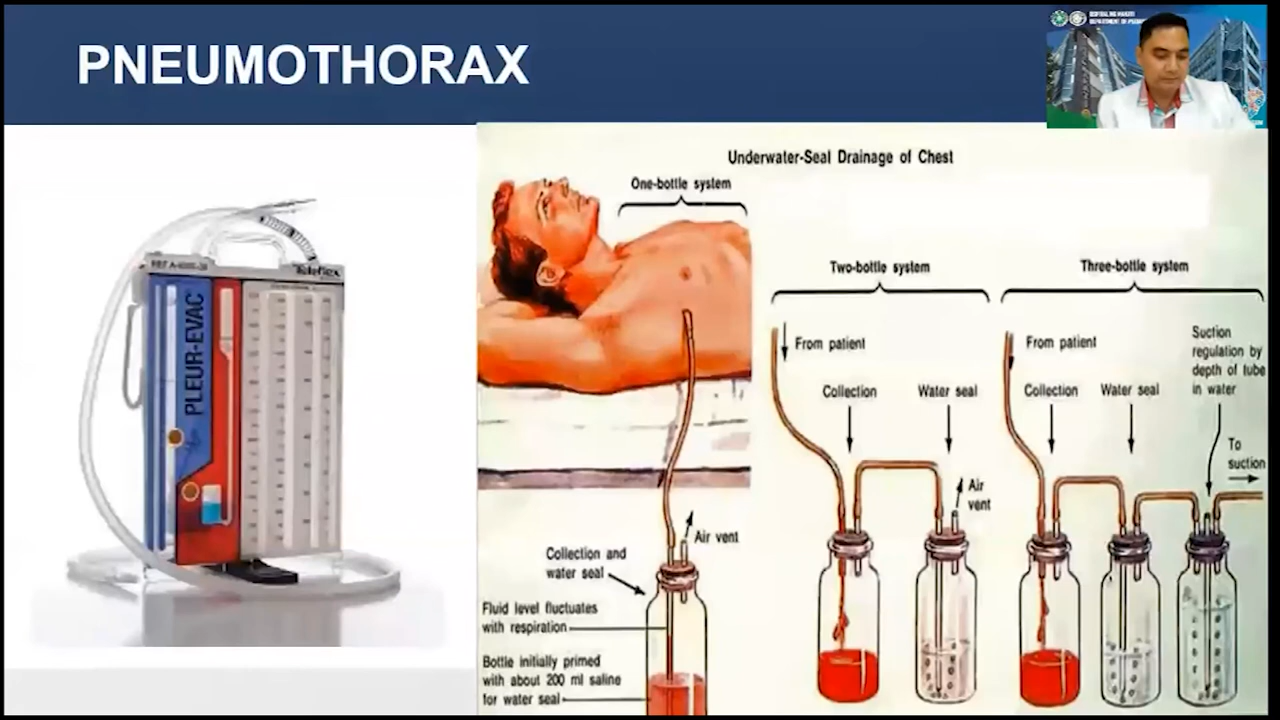 PNEUMOTHORAX
DEPARTMENT OF
Teleflex
PLEUR-EVAC
Underwater-Seal Drainage of Chest
One-bottle system
Two-bottle system
Three-bottle system
From patient
Collection
Water seal
Air
vent
From patient
Collection
Water seal
Suction
regulation by
depth of tube
in water
To
suction
Air vent
Collection and
water seal
Fluid level fluctuates
with respiration
Bottle initially primed
with about 200 ml saline
for water seal